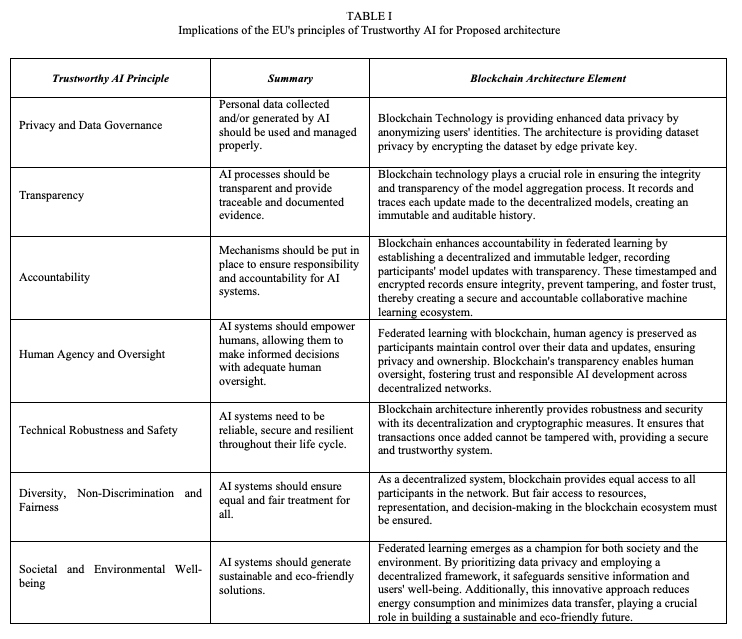 TABLE I
Implications of the EU's principles of Trustworthy AI for Proposed architecture
Trustworthy AI Principle
Summary
Blockchain Architecture Element
Privacy and Data Governance
Personal data collected
and/or generated by AI
should be used and managed
properly.
Blockchain Technology is providing enhanced data privacy by
anonymizing users' identities. The architecture is providing dataset
privacy by encrypting the dataset by edge private key.
Transparency
AI processes should be
transparent and provide
traceable and documented
evidence.
Blockchain technology plays a crucial role in ensuring the integrity
and transparency of the model aggregation process. It records and
traces each update made to the decentralized models, creating an
immutable and auditable history.
Accountability
Mechanisms should be put in
place to ensure responsibility
and accountability for AI
systems.
Blockchain enhances accountability in federated learning by
establishing a decentralized and immutable ledger, recording
participants' model updates with transparency. These timestamped and
encrypted records ensure integrity, prevent tampering, and foster trust,
thereby creating a secure and accountable collaborative machine
learning ecosystem.
Human Agency and Oversight
AI systems should empower
humans, allowing them to
make informed decisions
with adequate human
oversight.
Federated learning with blockchain, human agency is preserved as
participants maintain control over their data and updates, ensuring
privacy and ownership. Blockchain's transparency enables human
oversight, fostering trust and responsible AI development across
decentralized networks.
Technical Robustness and Safety
AI systems need to be
reliable, secure and resilient
throughout their life cycle.
Blockchain architecture inherently provides robustness and security
with its decentralization and cryptographic measures. It ensures that
transactions once added cannot be tampered with, providing a secure
and trustworthy system.
Diversity, Non-Discrimination and
Fairness
AI systems should ensure
equal and fair treatment for
all.
As a decentralized system, blockchain provides equal access to all
participants in the network. But fair access to resources,
representation, and decision-making in the blockchain ecosystem must
be ensured.
Societal and Environmental Well-
being
AI systems should generate
sustainable and eco-friendly
solutions.
Federated learning emerges as a champion for both society and the
environment. By prioritizing data privacy and employing a
decentralized framework, it safeguards sensitive information and
users' well-being. Additionally, this innovative approach reduces
energy consumption and minimizes data transfer, playing a crucial
role in building a sustainable and eco-friendly future.